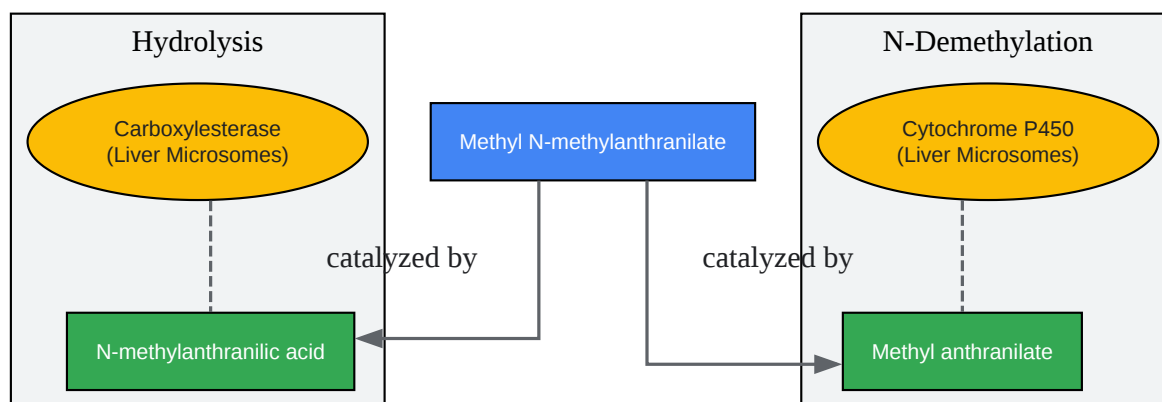 Hydrolysis
N-Demethylation
Carboxylesterase
(Liver Microsomes)
Methyl N-methylanthranilate
Cytochrome P450
(Liver Microsomes)
catalyzed by
catalyzed by
N-methylanthranilic acid
Methyl anthranilate